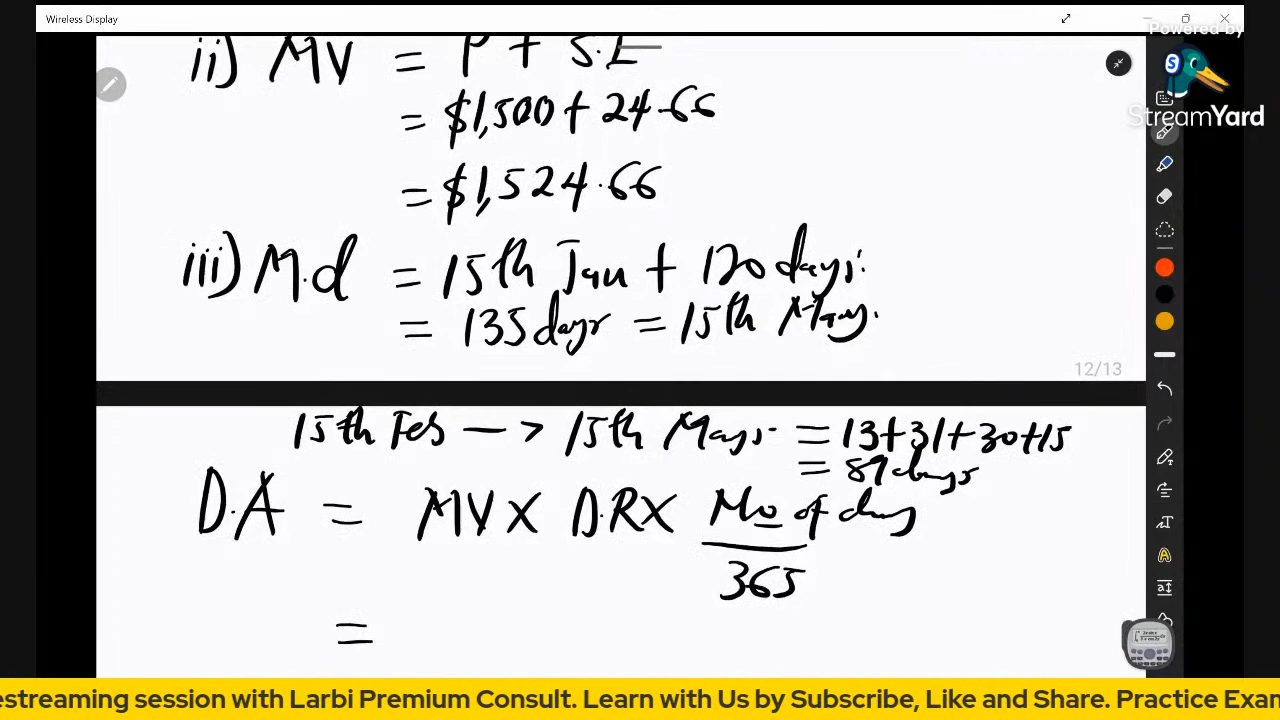 Wireless Display
Powered by
StreamYard
ii) MV = P + S.I
= $1,500 + 24.66
= $1,524.66
iii) M.d = 15th Jan + 120 days.
= 135 days = 15th May.
12/13
15th Feb —> 15th May = 13+31+30+15
= 89 days
D.A = MV X D.R X No of day
365
=
estreaming session with Larbi Premium Consult. Learn with Us by Subscribe, Like and Share. Practice Exan